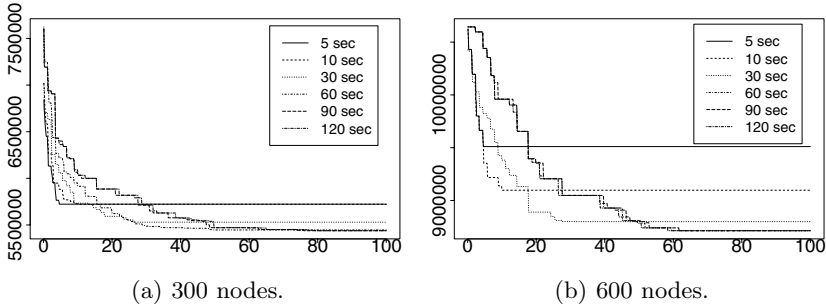 7500000
6500000
5500000
5 sec
10 sec
30 sec
60 sec
90 sec
120 sec
0 20 40 60 80 100
(a) 300 nodes.
10000000
9000000
5 sec
10 sec
30 sec
60 sec
90 sec
120 sec
0 20 40 60 80 100
(b) 600 nodes.